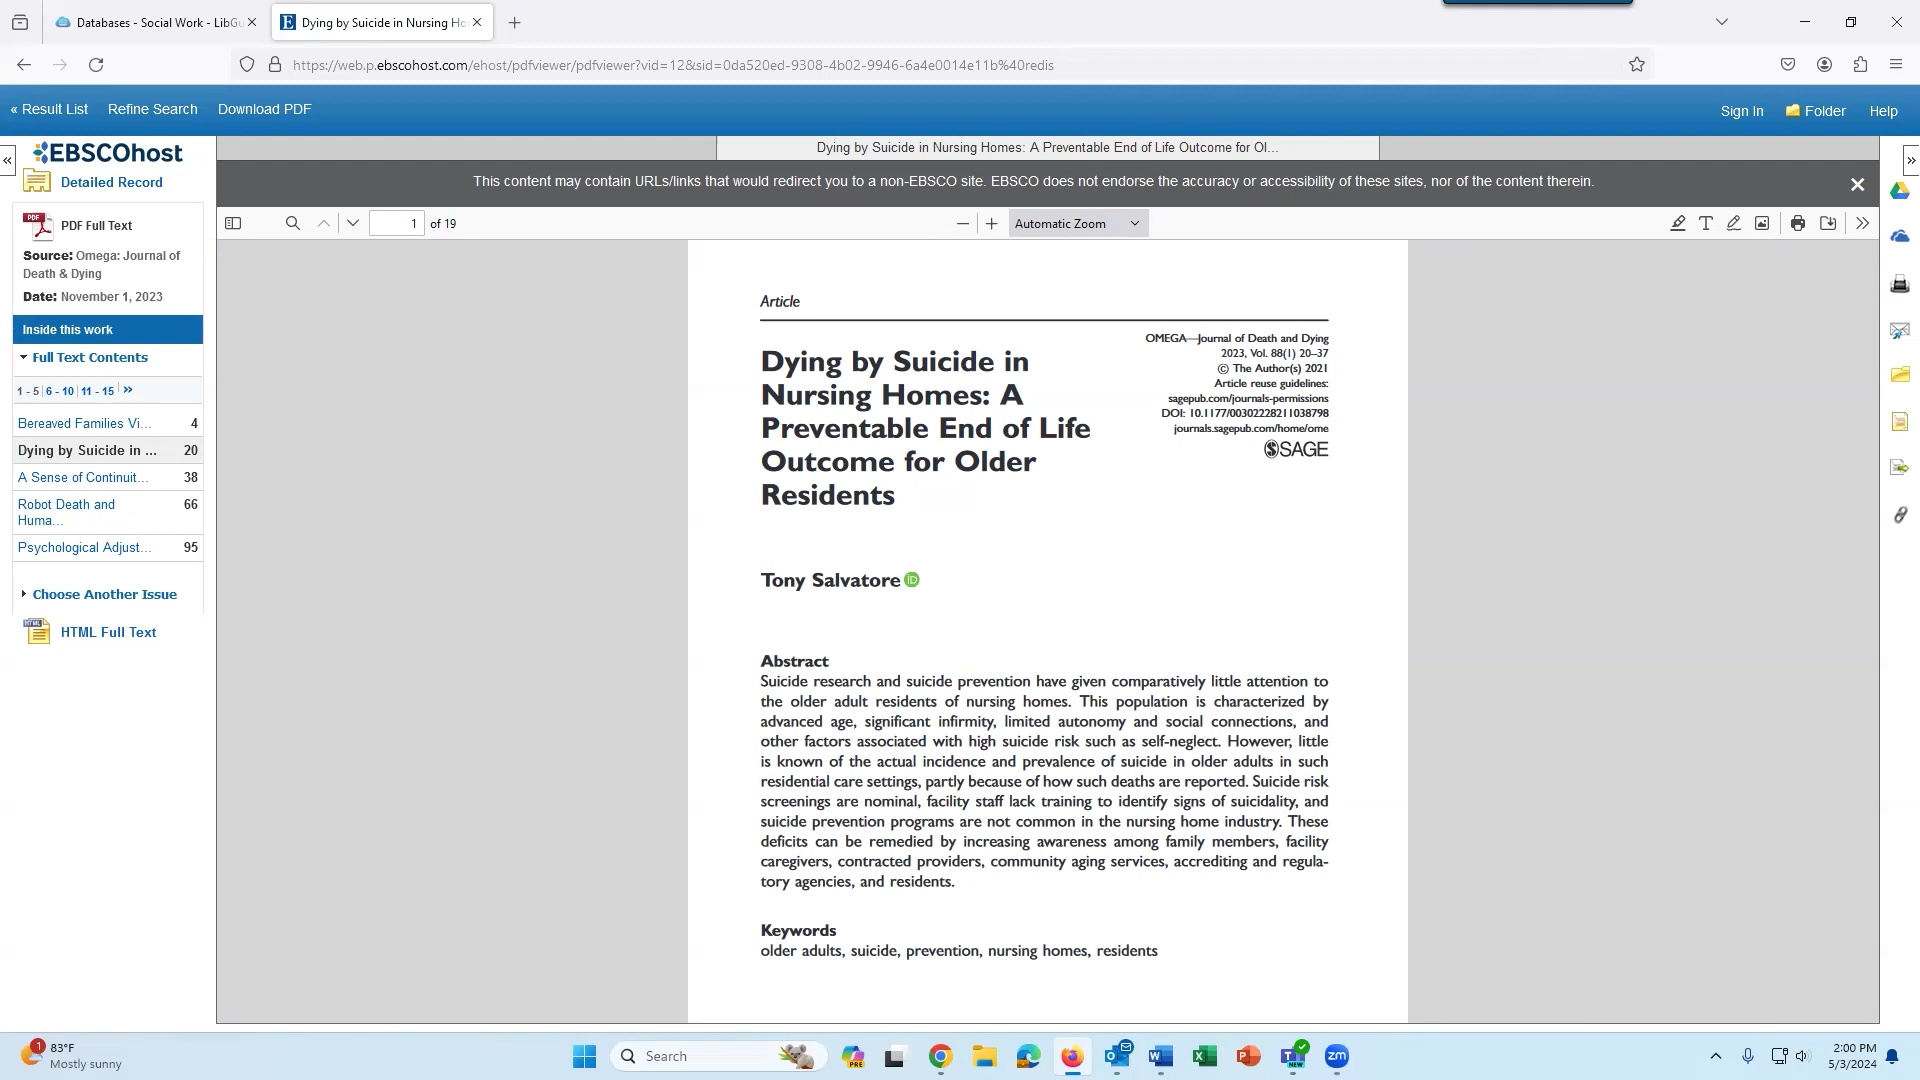 Databases - Social Work - LibGu
Dying by Suicide in Nursing Ho
https://web.p.ebscohost.com/ehost/pdfviewer/pdfviewer?vid=12&sid=0da520ed-9308-4b02-9946-6a4e0014e11b%40redis
« Result List Refine Search Download PDF
Sign In Folder Help
EBSCOhost
Detailed Record
PDF Full Text
Source: Omega: Journal of
Death & Dying
Date: November 1, 2023
Inside this work
Full Text Contents
1 - 5 6 - 10 11 - 15 »
Bereaved Families Vi... 4
Dying by Suicide in ... 20
A Sense of Continuit... 38
Robot Death and 66
Huma...
Psychological Adjust... 95
Choose Another Issue
HTML Full Text
Dying by Suicide in Nursing Homes: A Preventable End of Life Outcome for Ol...
This content may contain URLs/links that would redirect you to a non-EBSCO site. EBSCO does not endorse the accuracy or accessibility of these sites, nor of the content therein.
1 of 19
Automatic Zoom
Article
OMEGA—Journal of Death and Dying
2023, Vol. 88(1) 20–37
© The Author(s) 2021
Article reuse guidelines:
sagepub.com/journals-permissions
DOI: 10.1177/00302228211038798
journals.sagepub.com/home/ome
SAGE
Dying by Suicide in
Nursing Homes: A
Preventable End of Life
Outcome for Older
Residents
Tony Salvatore iD
Abstract
Suicide research and suicide prevention have given comparatively little attention to
the older adult residents of nursing homes. This population is characterized by
advanced age, significant infirmity, limited autonomy and social connections, and
other factors associated with high suicide risk such as self-neglect. However, little
is known of the actual incidence and prevalence of suicide in older adults in such
residential care settings, partly because of how such deaths are reported. Suicide risk
screenings are nominal, facility staff lack training to identify signs of suicidality, and
suicide prevention programs are not common in the nursing home industry. These
deficits can be remedied by increasing awareness among family members, facility
caregivers, contracted providers, community aging services, accrediting and regula-
tory agencies, and residents.
Keywords
older adults, suicide, prevention, nursing homes, residents
1
83°F
Mostly sunny
Search
PRE
NEW
zm
2:00 PM
5/3/2024